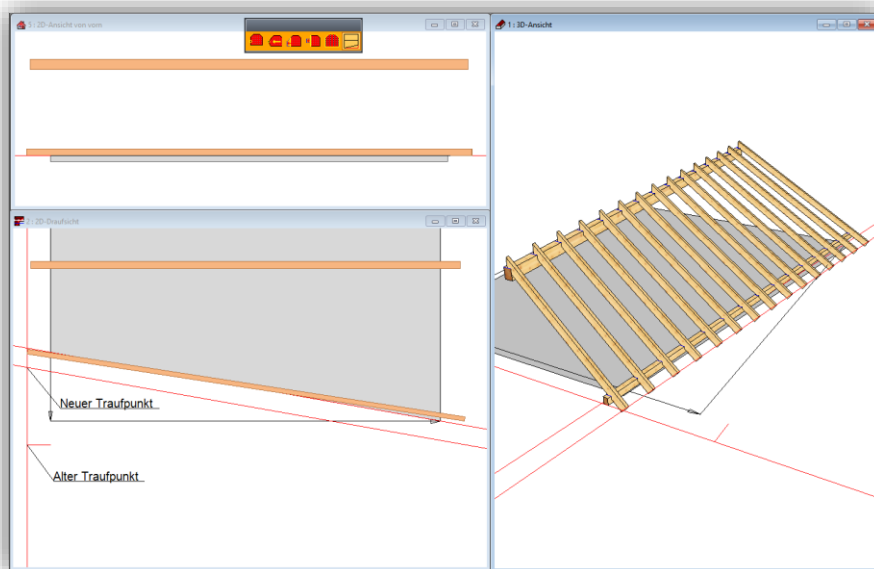 5 : 2D-Ansicht von vorn
1 : 3D-Ansicht
2 : 2D-Draufsicht
Neuer Traufpunkt
Alter Traufpunkt